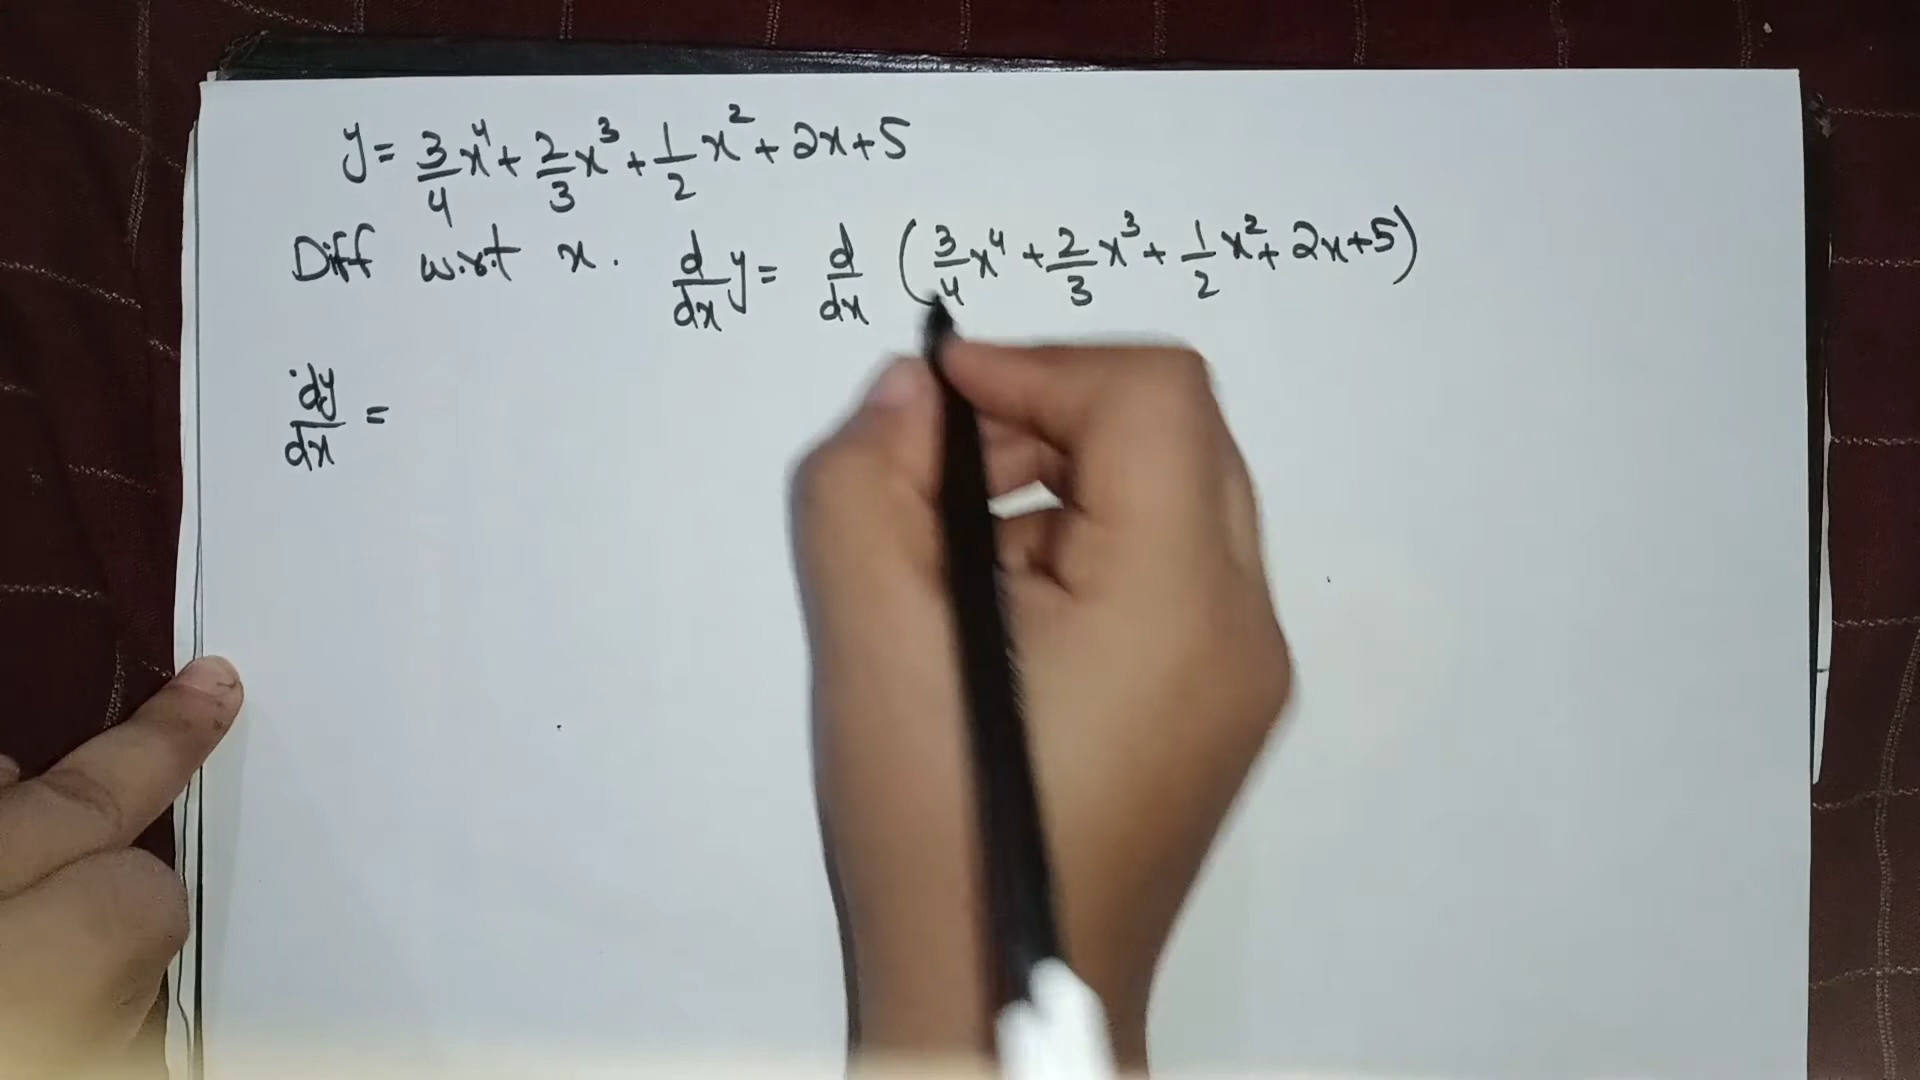 y = 3/4 x⁴ + 2/3 x³ + 1/2 x² + 2x + 5
Diff w.r.t x. d/dx y = d/dx (3/4 x⁴ + 2/3 x³ + 1/2 x² + 2x + 5)
dy/dx =